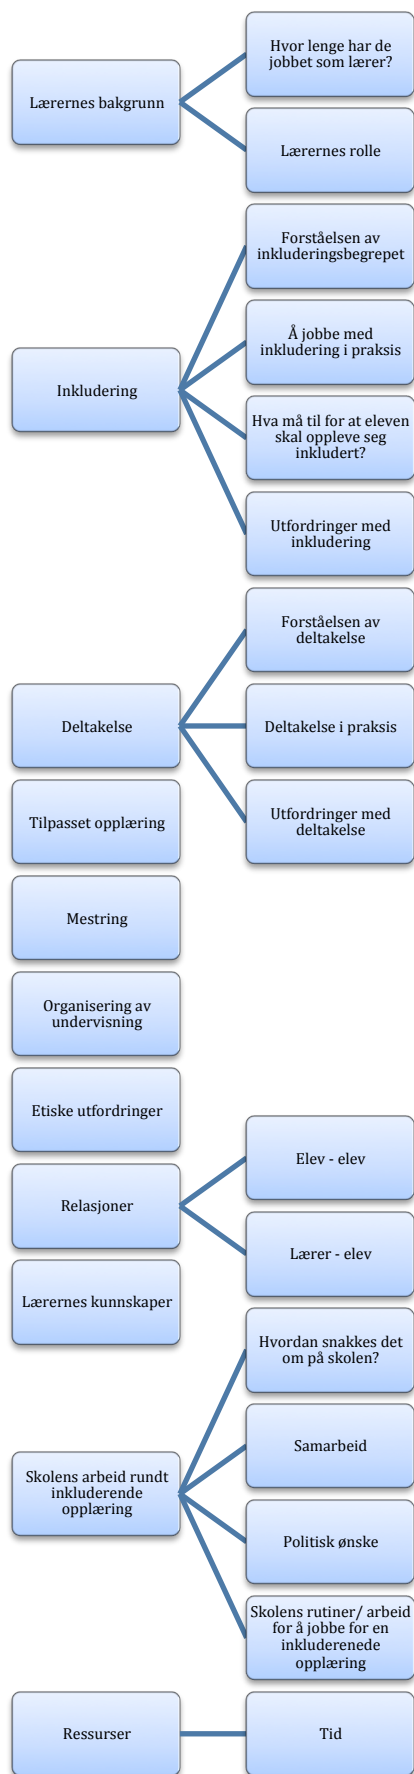 Lærernes bakgrunn
Hvor lenge har de
jobbet som lærer?
Lærernes rolle
Inkludering
Forståelsen av
inkluderingsbegrepet
Å jobbe med
inkludering i praksis
Hva må til for at eleven
skal oppleve seg
inkludert?
Utfordringer med
inkludering
Deltakelse
Forståelsen av
deltakelse
Deltakelse i praksis
Utfordringer med
deltakelse
Tilpasset opplæring
Mestring
Organisering av
undervisning
Etiske utfordringer
Relasjoner
Elev - elev
Lærer - elev
Lærernes kunnskaper
Skolens arbeid rundt
inkluderende
opplæring
Hvordan snakkes det
om på skolen?
Samarbeid
Politisk ønske
Skolens rutiner/ arbeid
for å jobbe for en
inkluderenede
opplæring
Ressurser
Tid